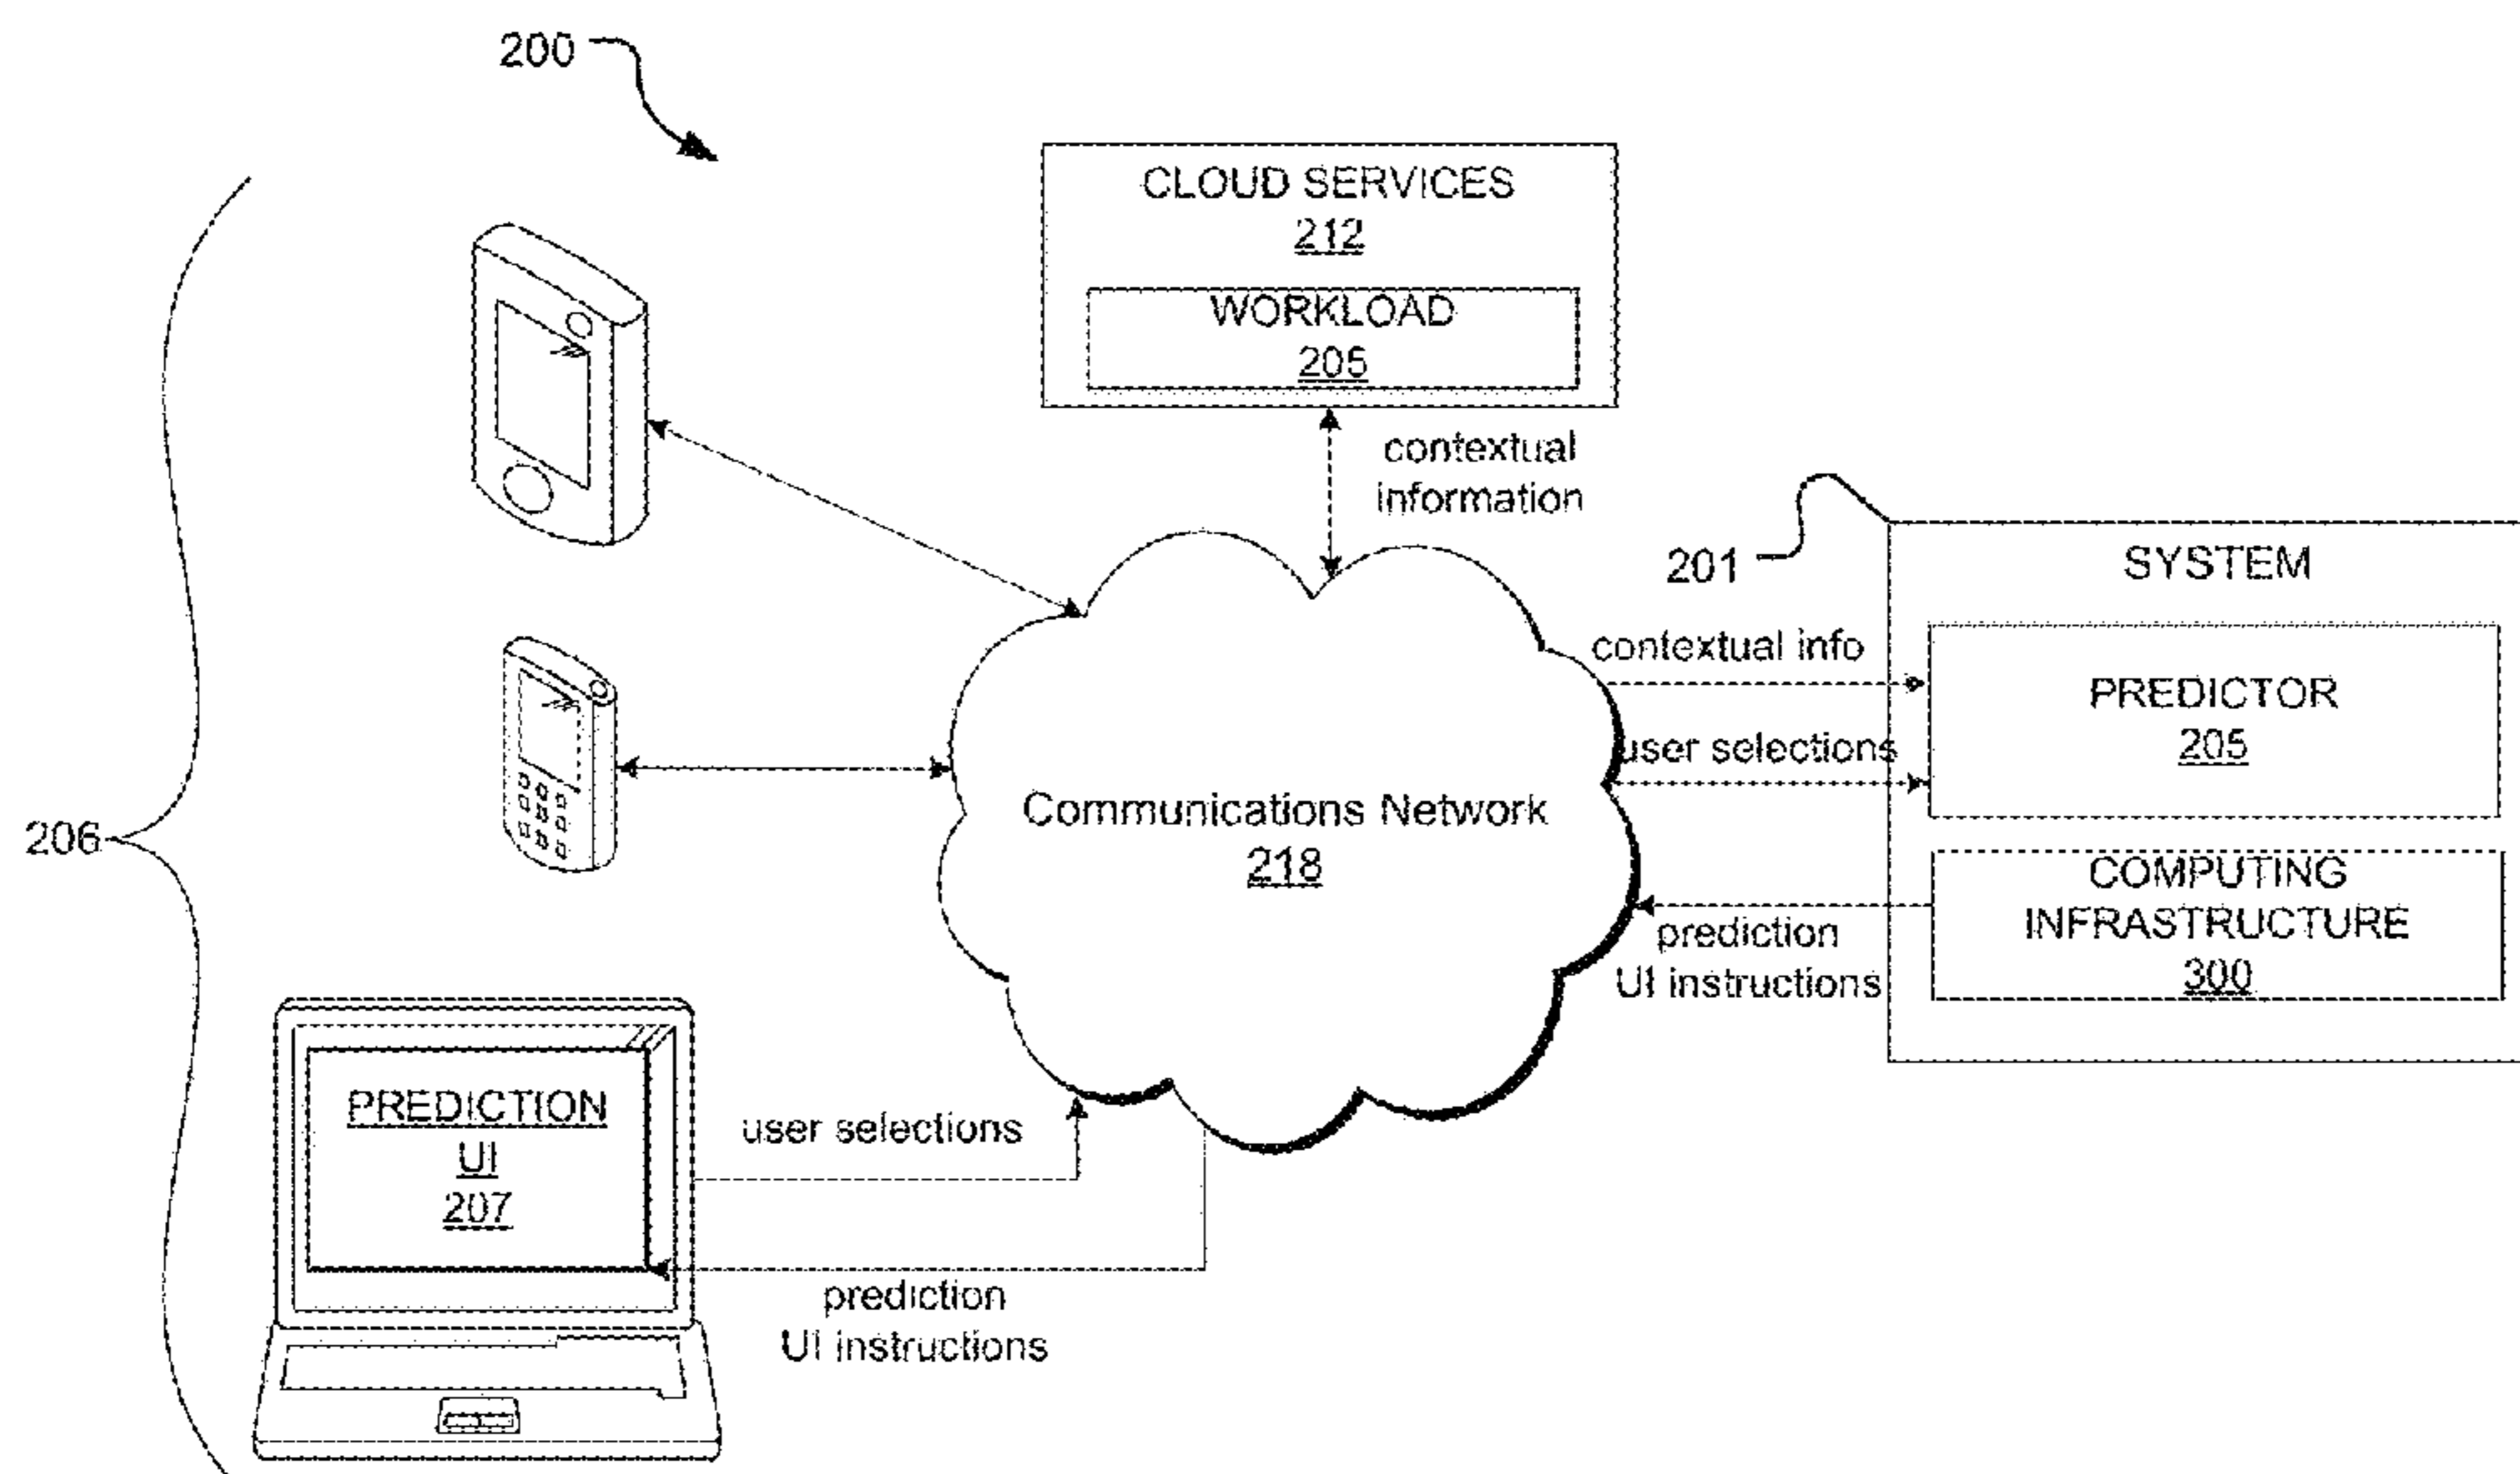 200
CLOUD SERVICES
212
WORKLOAD
205
contextual
information
201
SYSTEM
contextual info
PREDICTOR
205
user selections
Communications Network
218
206
COMPUTING
INFRASTRUCTURE
300
prediction
UI instructions
PREDICTION
UI
207
user selections
prediction
UI instructions